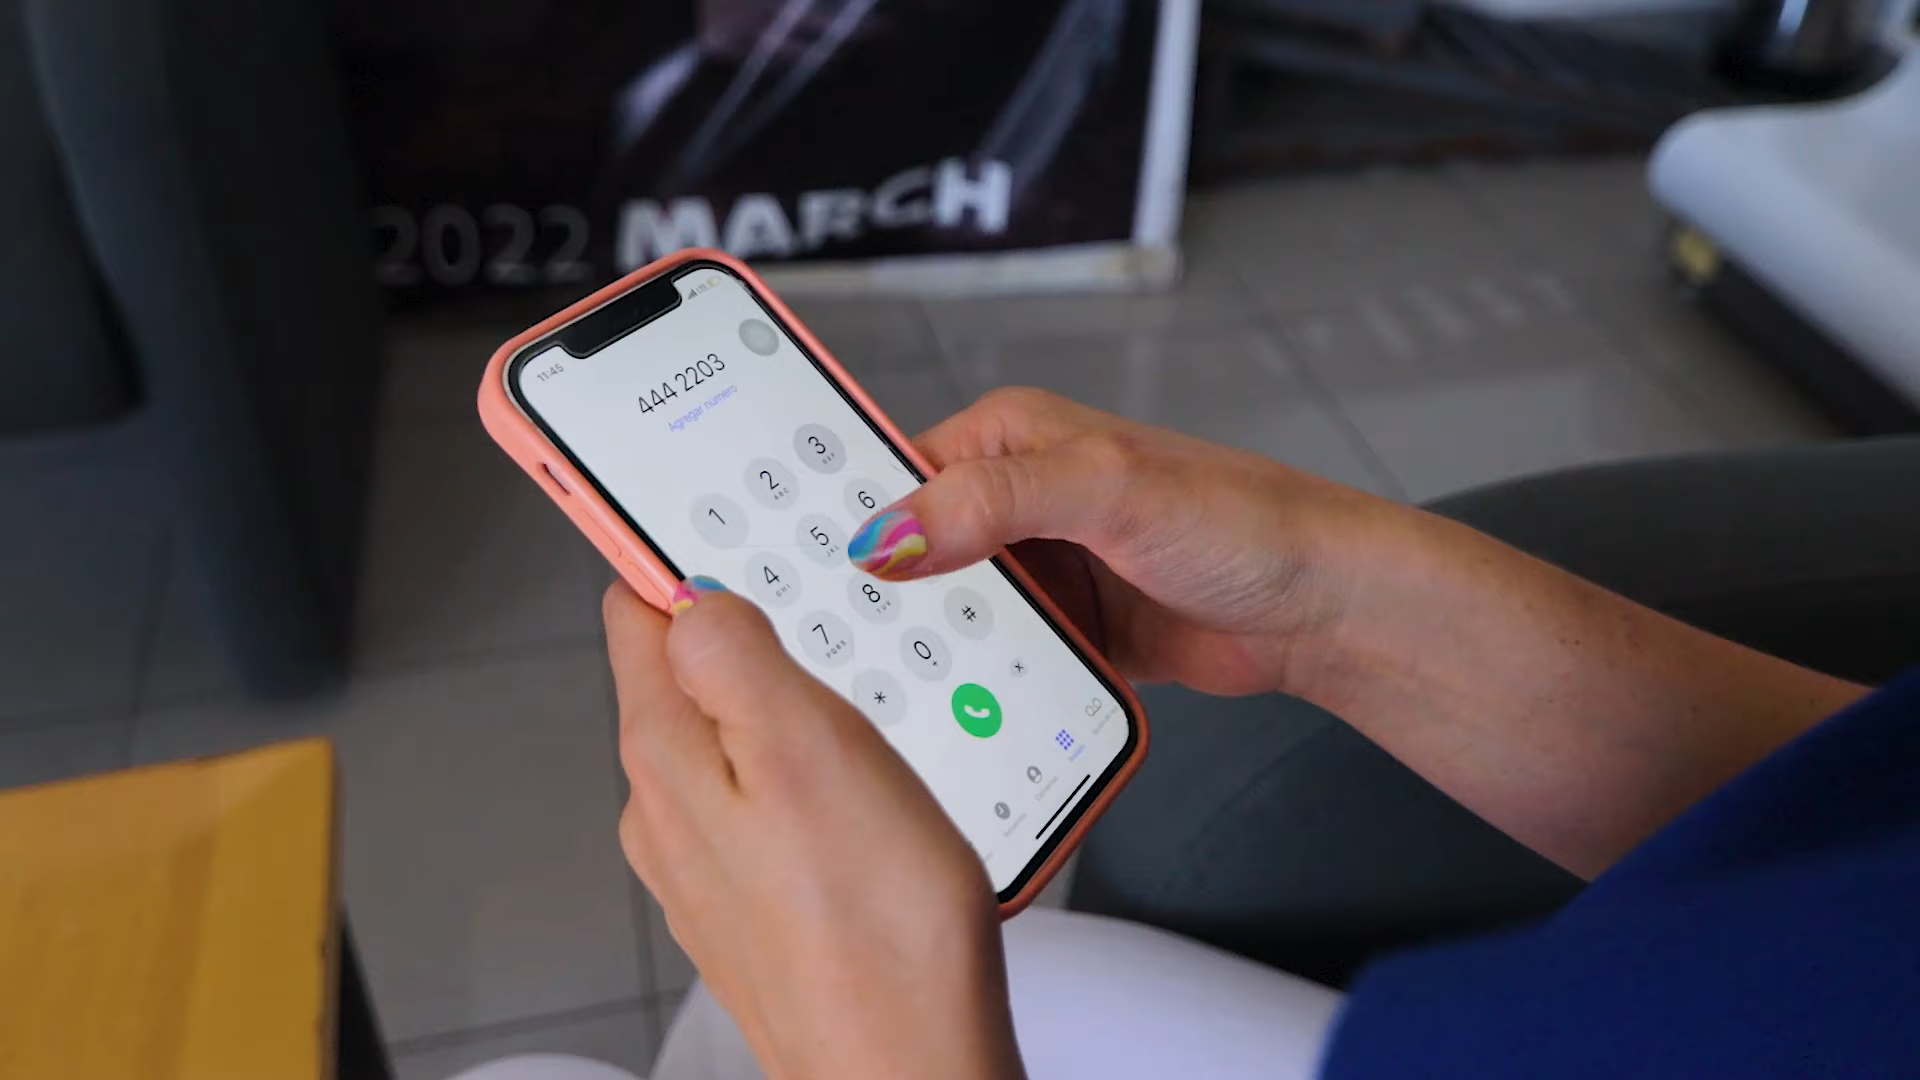 2022 MARCH
11:45
LTE
444 2203
Agregar número
1
2
ABC
3
DEF
4
GHI
5
JKL
6
7
PQRS
8
TUV
*
0
+
#